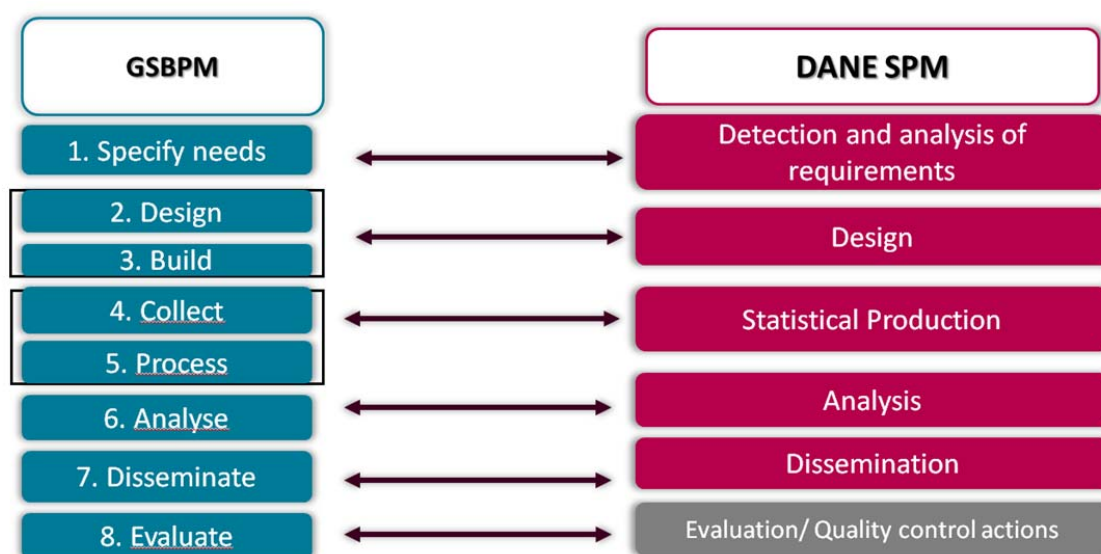 GSBPM
DANE SPM
1. Specify needs
Detection and analysis of
requirements
2. Design
3. Build
Design
4. Collect
5. Process
Statistical Production
6. Analyse
Analysis
7. Disseminate
Dissemination
8. Evaluate
Evaluation/ Quality control actions